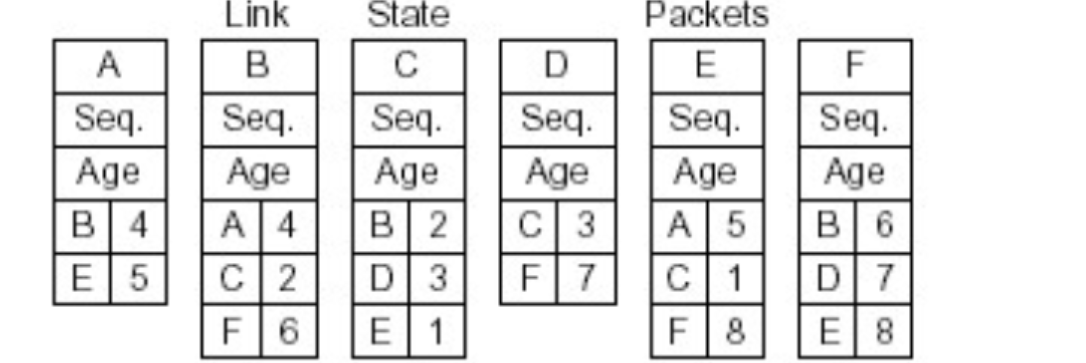 Link State Packets
A B C D E F
Seq. Seq. Seq. Seq. Seq. Seq.
Age Age Age Age Age Age
B 4 A 4 B 2 C 3 A 5 B 6
E 5 C 2 D 3 F 7 C 1 D 7
F 6 E 1 F 8 E 8